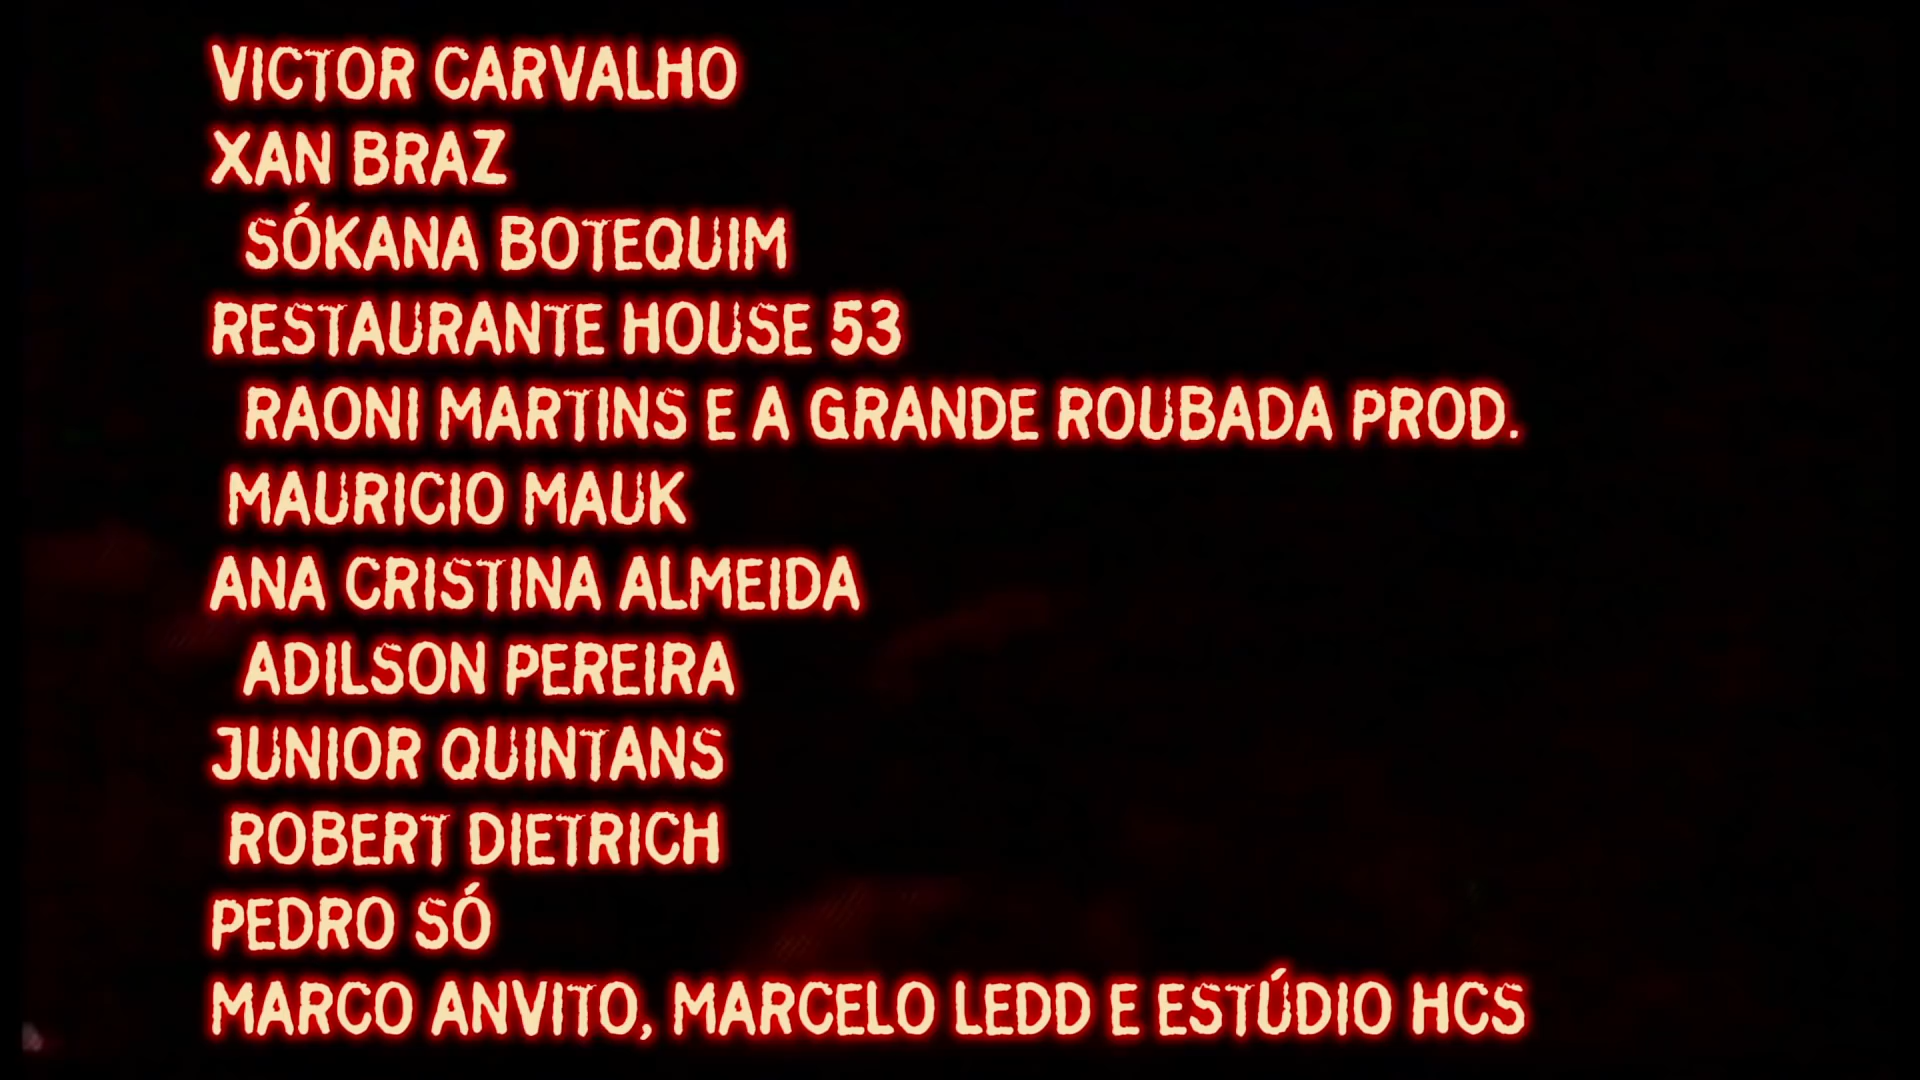 VICTOR CARVALHO
XAN BRAZ
SÓKANA BOTEQUIM
RESTAURANTE HOUSE 53
RAONI MARTINS E A GRANDE ROUBADA PROD.
MAURICIO MAUK
ANA CRISTINA ALMEIDA
ADILSON PEREIRA
JUNIOR QUINTANS
ROBERT DIETRICH
PEDRO SÓ
MARCO ANVITO, MARCELO LEDD E ESTÚDIO HCS